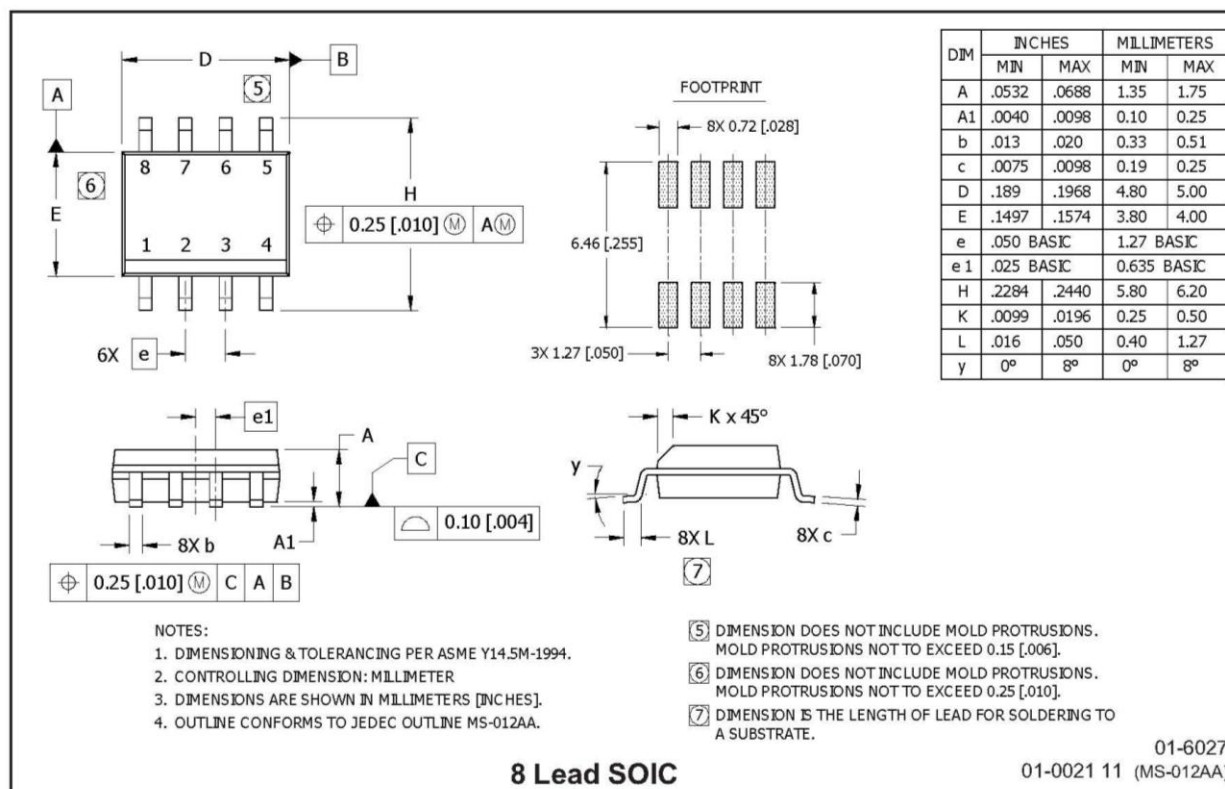 D
B
5
A
8 7 6 5
6
E
H
⌖ 0.25 [.010] Ⓜ A Ⓜ
1 2 3 4
6X e
FOOTPRINT
8X 0.72 [.028]
6.46 [.255]
3X 1.27 [.050]
8X 1.78 [.070]
DIM INCHES MILLIMETERS
MIN MAX MIN MAX
A .0532 .0688 1.35 1.75
A1 .0040 .0098 0.10 0.25
b .013 .020 0.33 0.51
c .0075 .0098 0.19 0.25
D .189 .1968 4.80 5.00
E .1497 .1574 3.80 4.00
e .050 BASIC 1.27 BASIC
e1 .025 BASIC 0.635 BASIC
H .2284 .2440 5.80 6.20
K .0099 .0196 0.25 0.50
L .016 .050 0.40 1.27
y 0° 8° 0° 8°
e1
A
C
0.10 [.004]
8X b
A1
⌖ 0.25 [.010] Ⓜ C A B
K x 45°
y
8X L
8X c
7
NOTES:
1. DIMENSIONING & TOLERANCING PER ASME Y14.5M-1994.
2. CONTROLLING DIMENSION: MILLIMETER
3. DIMENSIONS ARE SHOWN IN MILLIMETERS [INCHES].
4. OUTLINE CONFORMS TO JEDEC OUTLINE MS-012AA.
5 DIMENSION DOES NOT INCLUDE MOLD PROTRUSIONS.
MOLD PROTRUSIONS NOT TO EXCEED 0.15 [.006].
6 DIMENSION DOES NOT INCLUDE MOLD PROTRUSIONS.
MOLD PROTRUSIONS NOT TO EXCEED 0.25 [.010].
7 DIMENSION IS THE LENGTH OF LEAD FOR SOLDERING TO
A SUBSTRATE.
8 Lead SOIC
01-6027
01-0021 11 (MS-012AA)